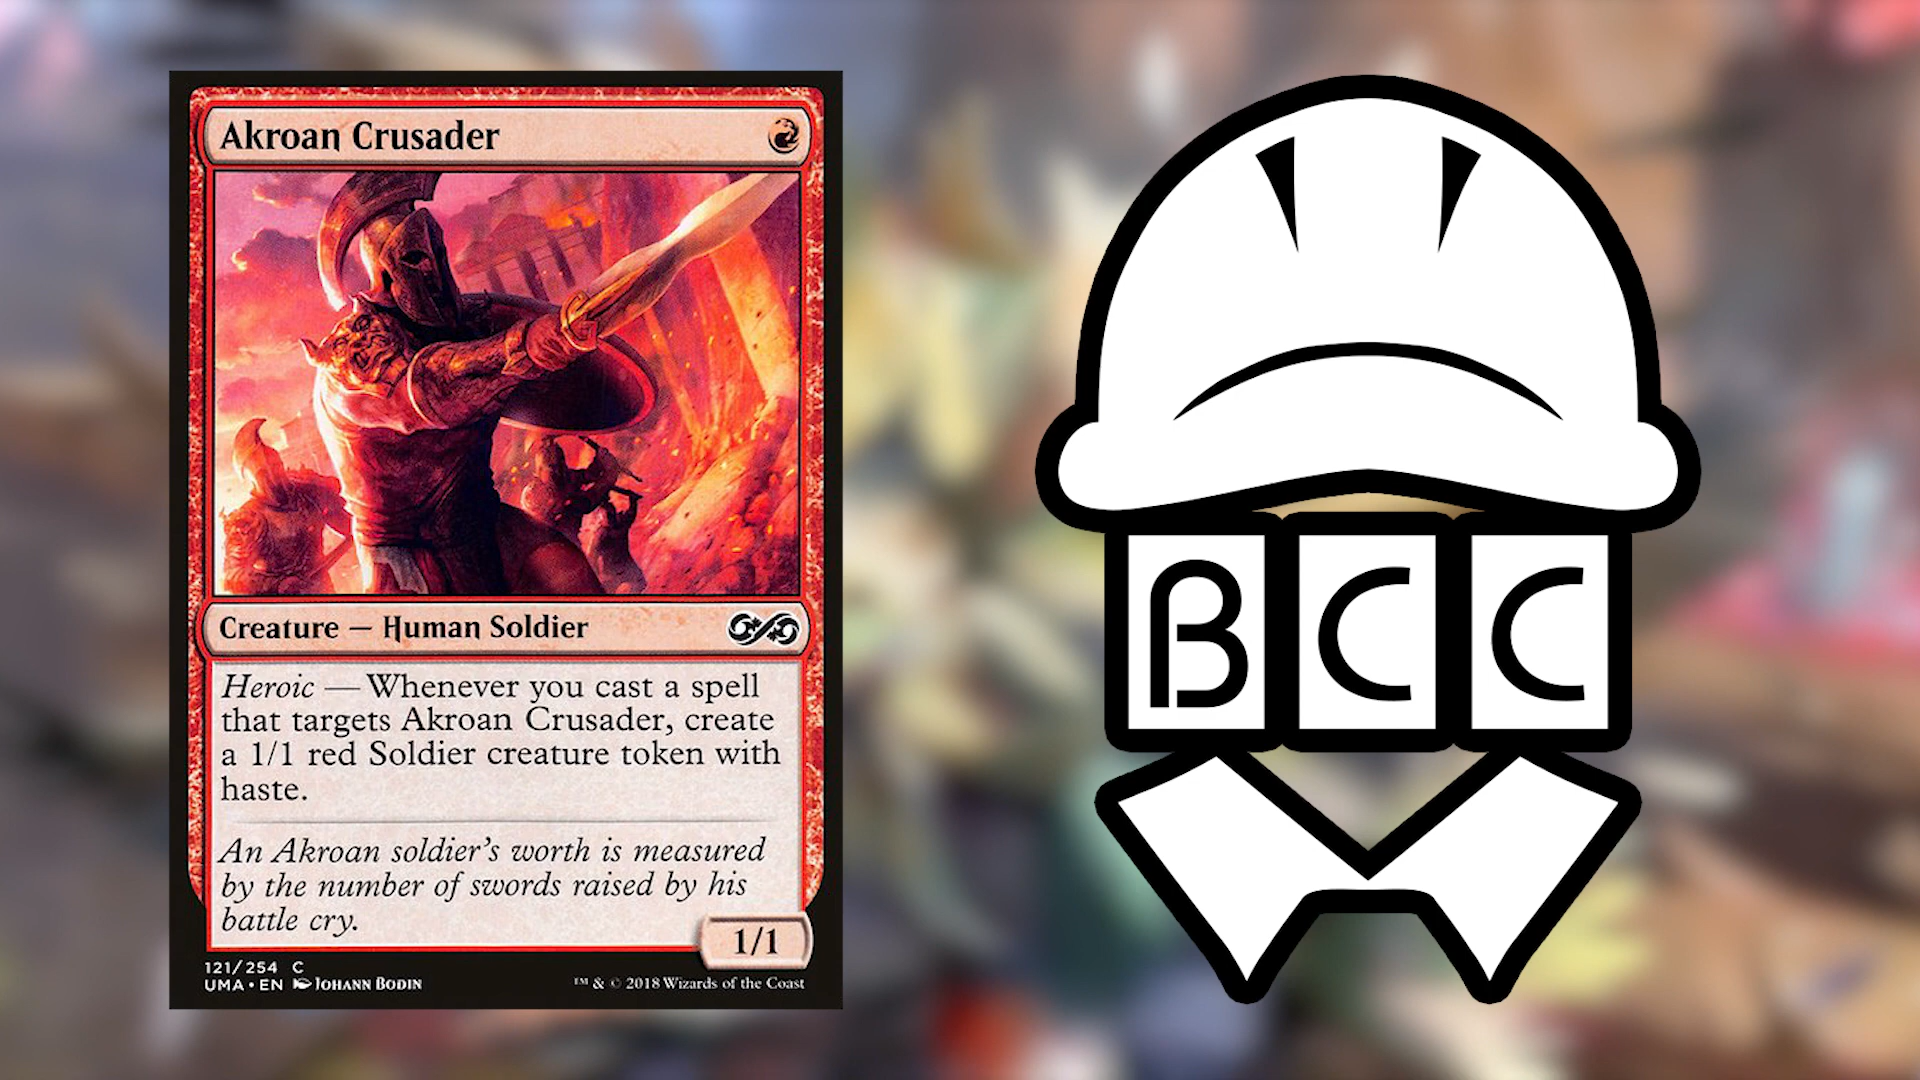 Akroan Crusader
Creature — Human Soldier
Heroic — Whenever you cast a spell
that targets Akroan Crusader, create
a 1/1 red Soldier creature token with
haste.
An Akroan soldier's worth is measured
by the number of swords raised by his
battle cry.
1/1
121/254 C
UMA • EN Johann Bodin
™ & © 2018 Wizards of the Coast
BCC